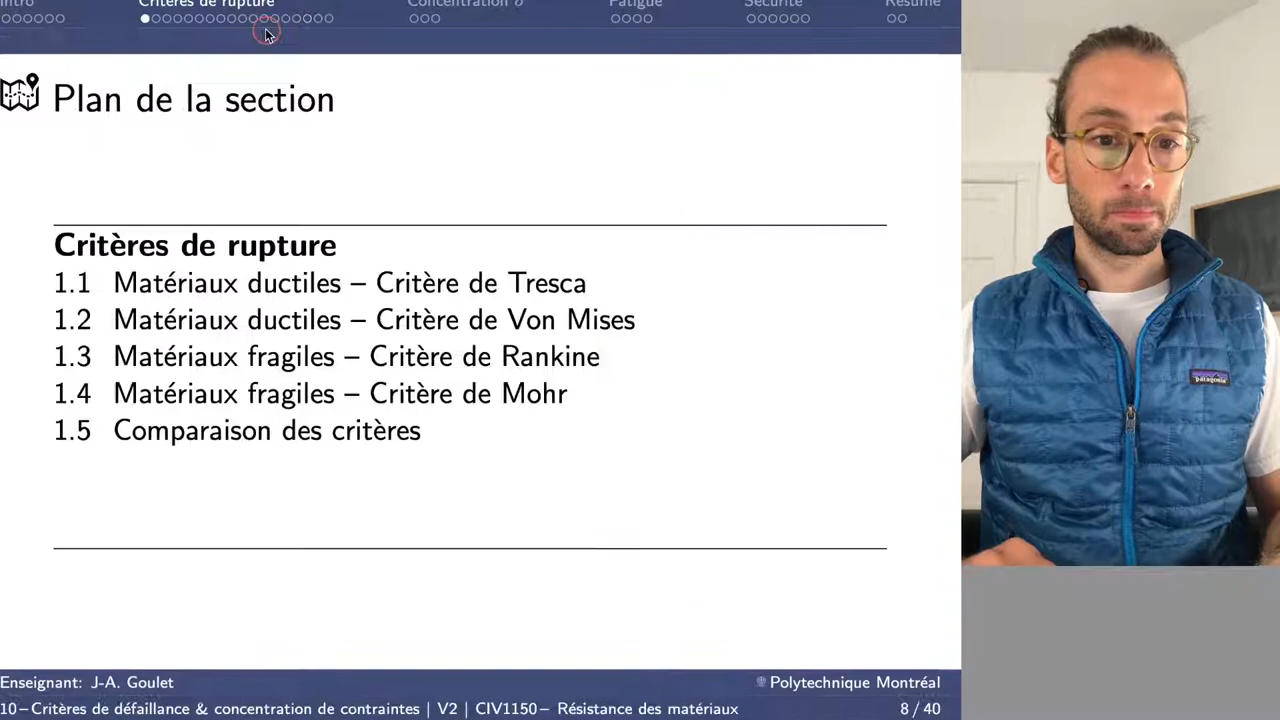 Intro
Critères de rupture
Concentration σ
Fatigue
Sécurité
Résumé
Plan de la section
Critères de rupture
1.1 Matériaux ductiles – Critère de Tresca
1.2 Matériaux ductiles – Critère de Von Mises
1.3 Matériaux fragiles – Critère de Rankine
1.4 Matériaux fragiles – Critère de Mohr
1.5 Comparaison des critères
patagonia
Enseignant: J-A. Goulet
Polytechnique Montréal
10 – Critères de défaillance & concentration de contraintes | V2 | CIV1150 – Résistance des matériaux
8 / 40